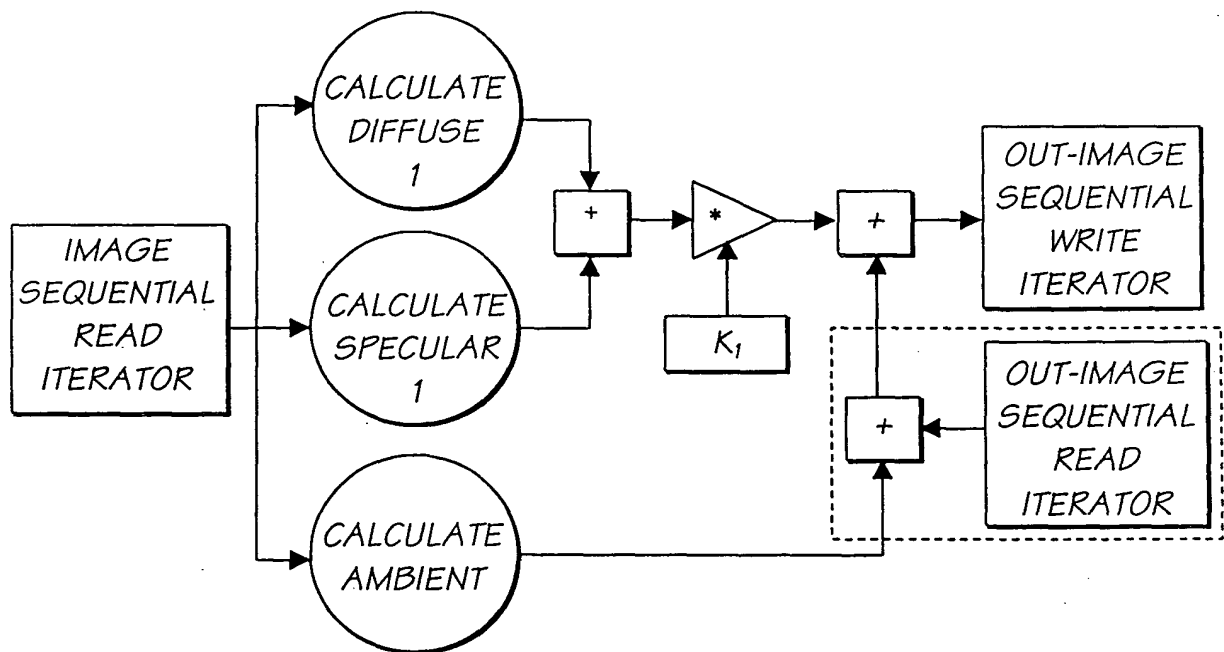 IMAGE
SEQUENTIAL
READ
ITERATOR
CALCULATE
DIFFUSE
1
CALCULATE
SPECULAR
1
CALCULATE
AMBIENT
+
*
K₁
+
OUT-IMAGE
SEQUENTIAL
WRITE
ITERATOR
+
OUT-IMAGE
SEQUENTIAL
READ
ITERATOR